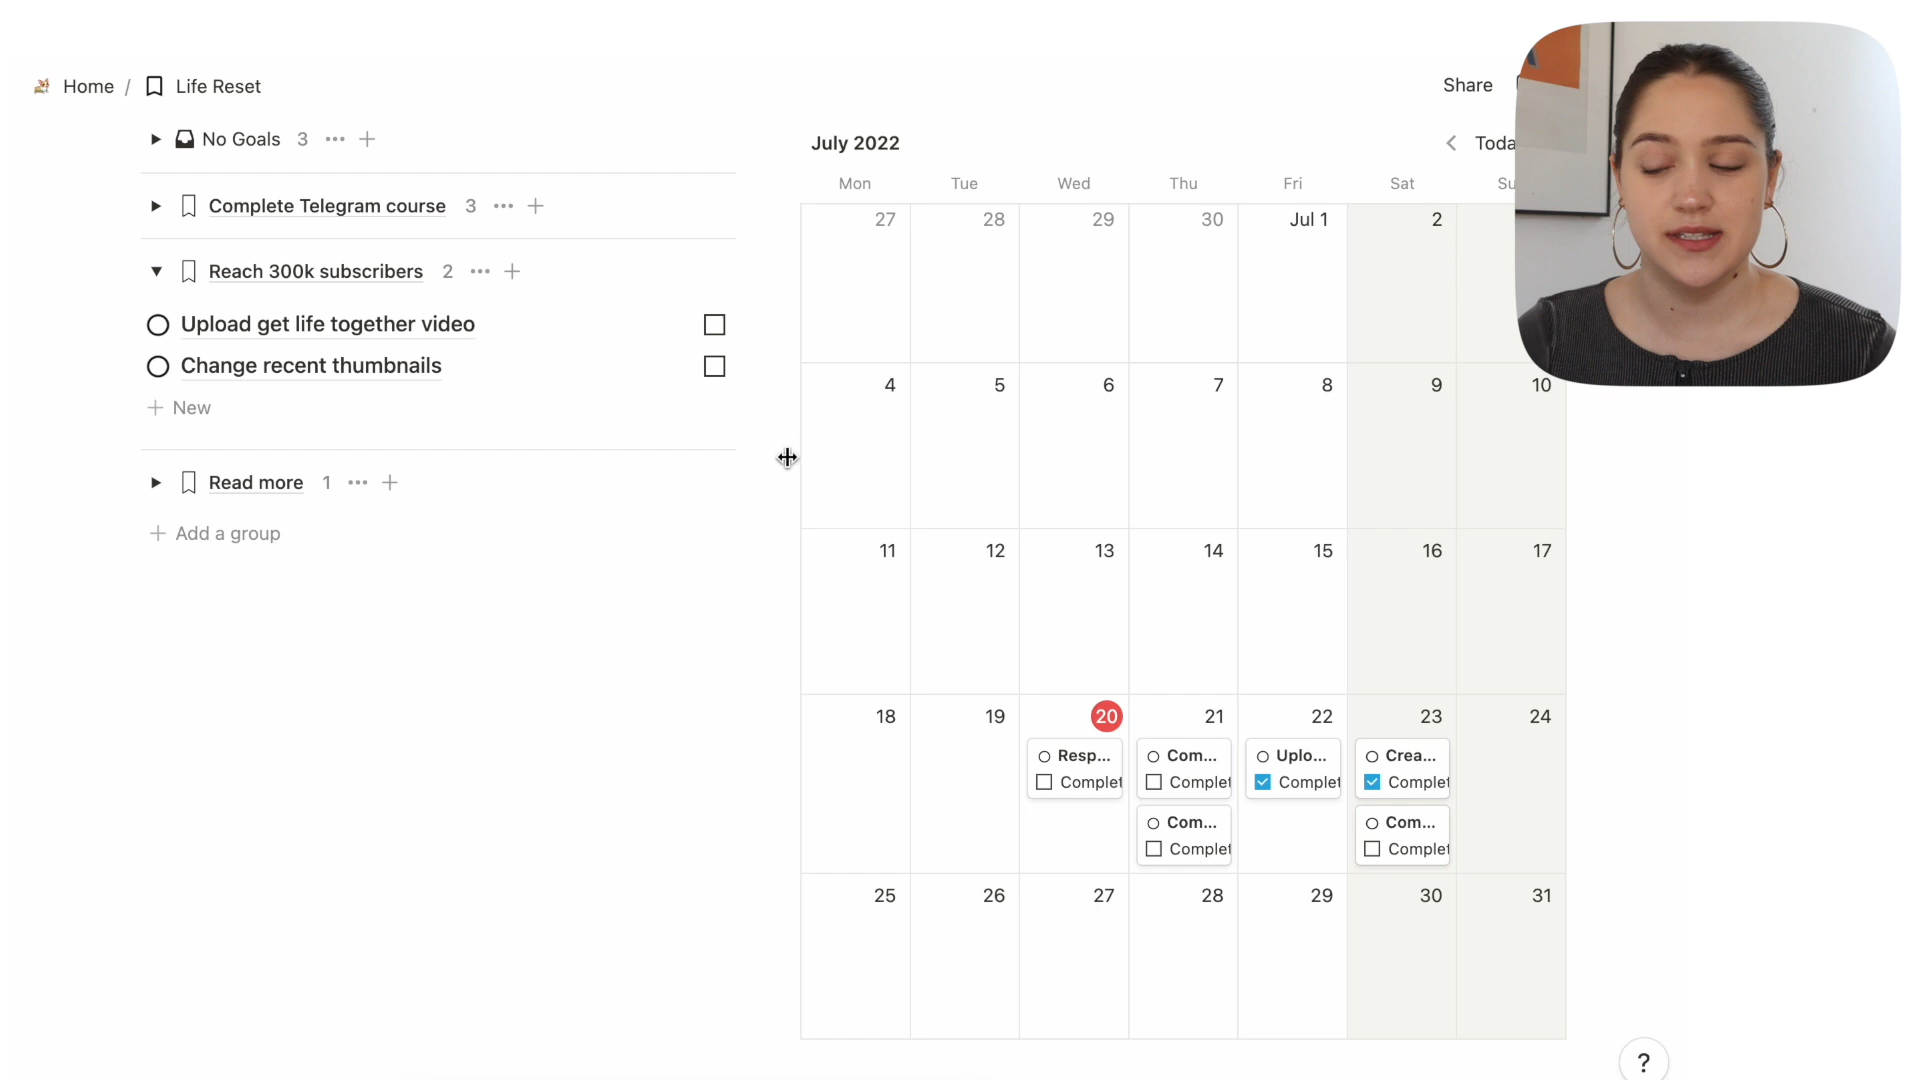 Home / Life Reset
Share
No Goals 3 ••• +
Complete Telegram course 3 ••• +
Reach 300k subscribers 2 ••• +
Upload get life together video
Change recent thumbnails
+ New
Read more 1 ••• +
+ Add a group
July 2022
Mon Tue Wed Thu Fri Sat
27 28 29 30 Jul 1 2
4 5 6 7 8 9 10
11 12 13 14 15 16 17
18 19 20 21 22 23 24
Resp... Com... Uplo... Crea...
Complet Complet Complet Complet
Com... Com...
Complet Complet
25 26 27 28 29 30 31
?